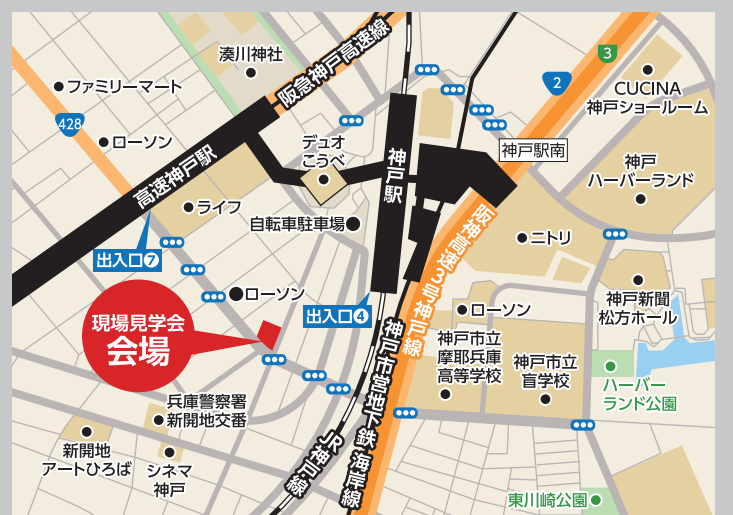 湊川神社
阪急神戸高速線
3
2
CUCINA
神戸ショールーム
ファミリーマート
428
ローソン
デュオ
こうべ
神戸駅
神戸駅南
神戸
ハーバーランド
高速神戸駅
ライフ
自転車駐車場
阪神高速3号神戸線
ニトリ
出入口7
ローソン
出入口4
神戸新聞
松方ホール
現場見学会
会場
ローソン
神戸市立
摩耶兵庫
高等学校
神戸市立
盲学校
神戸市営地下鉄 海岸線
ハーバー
ランド公園
兵庫警察署
新開地交番
新開地
アートひろば
シネマ
神戸
JR神戸線
東川崎公園